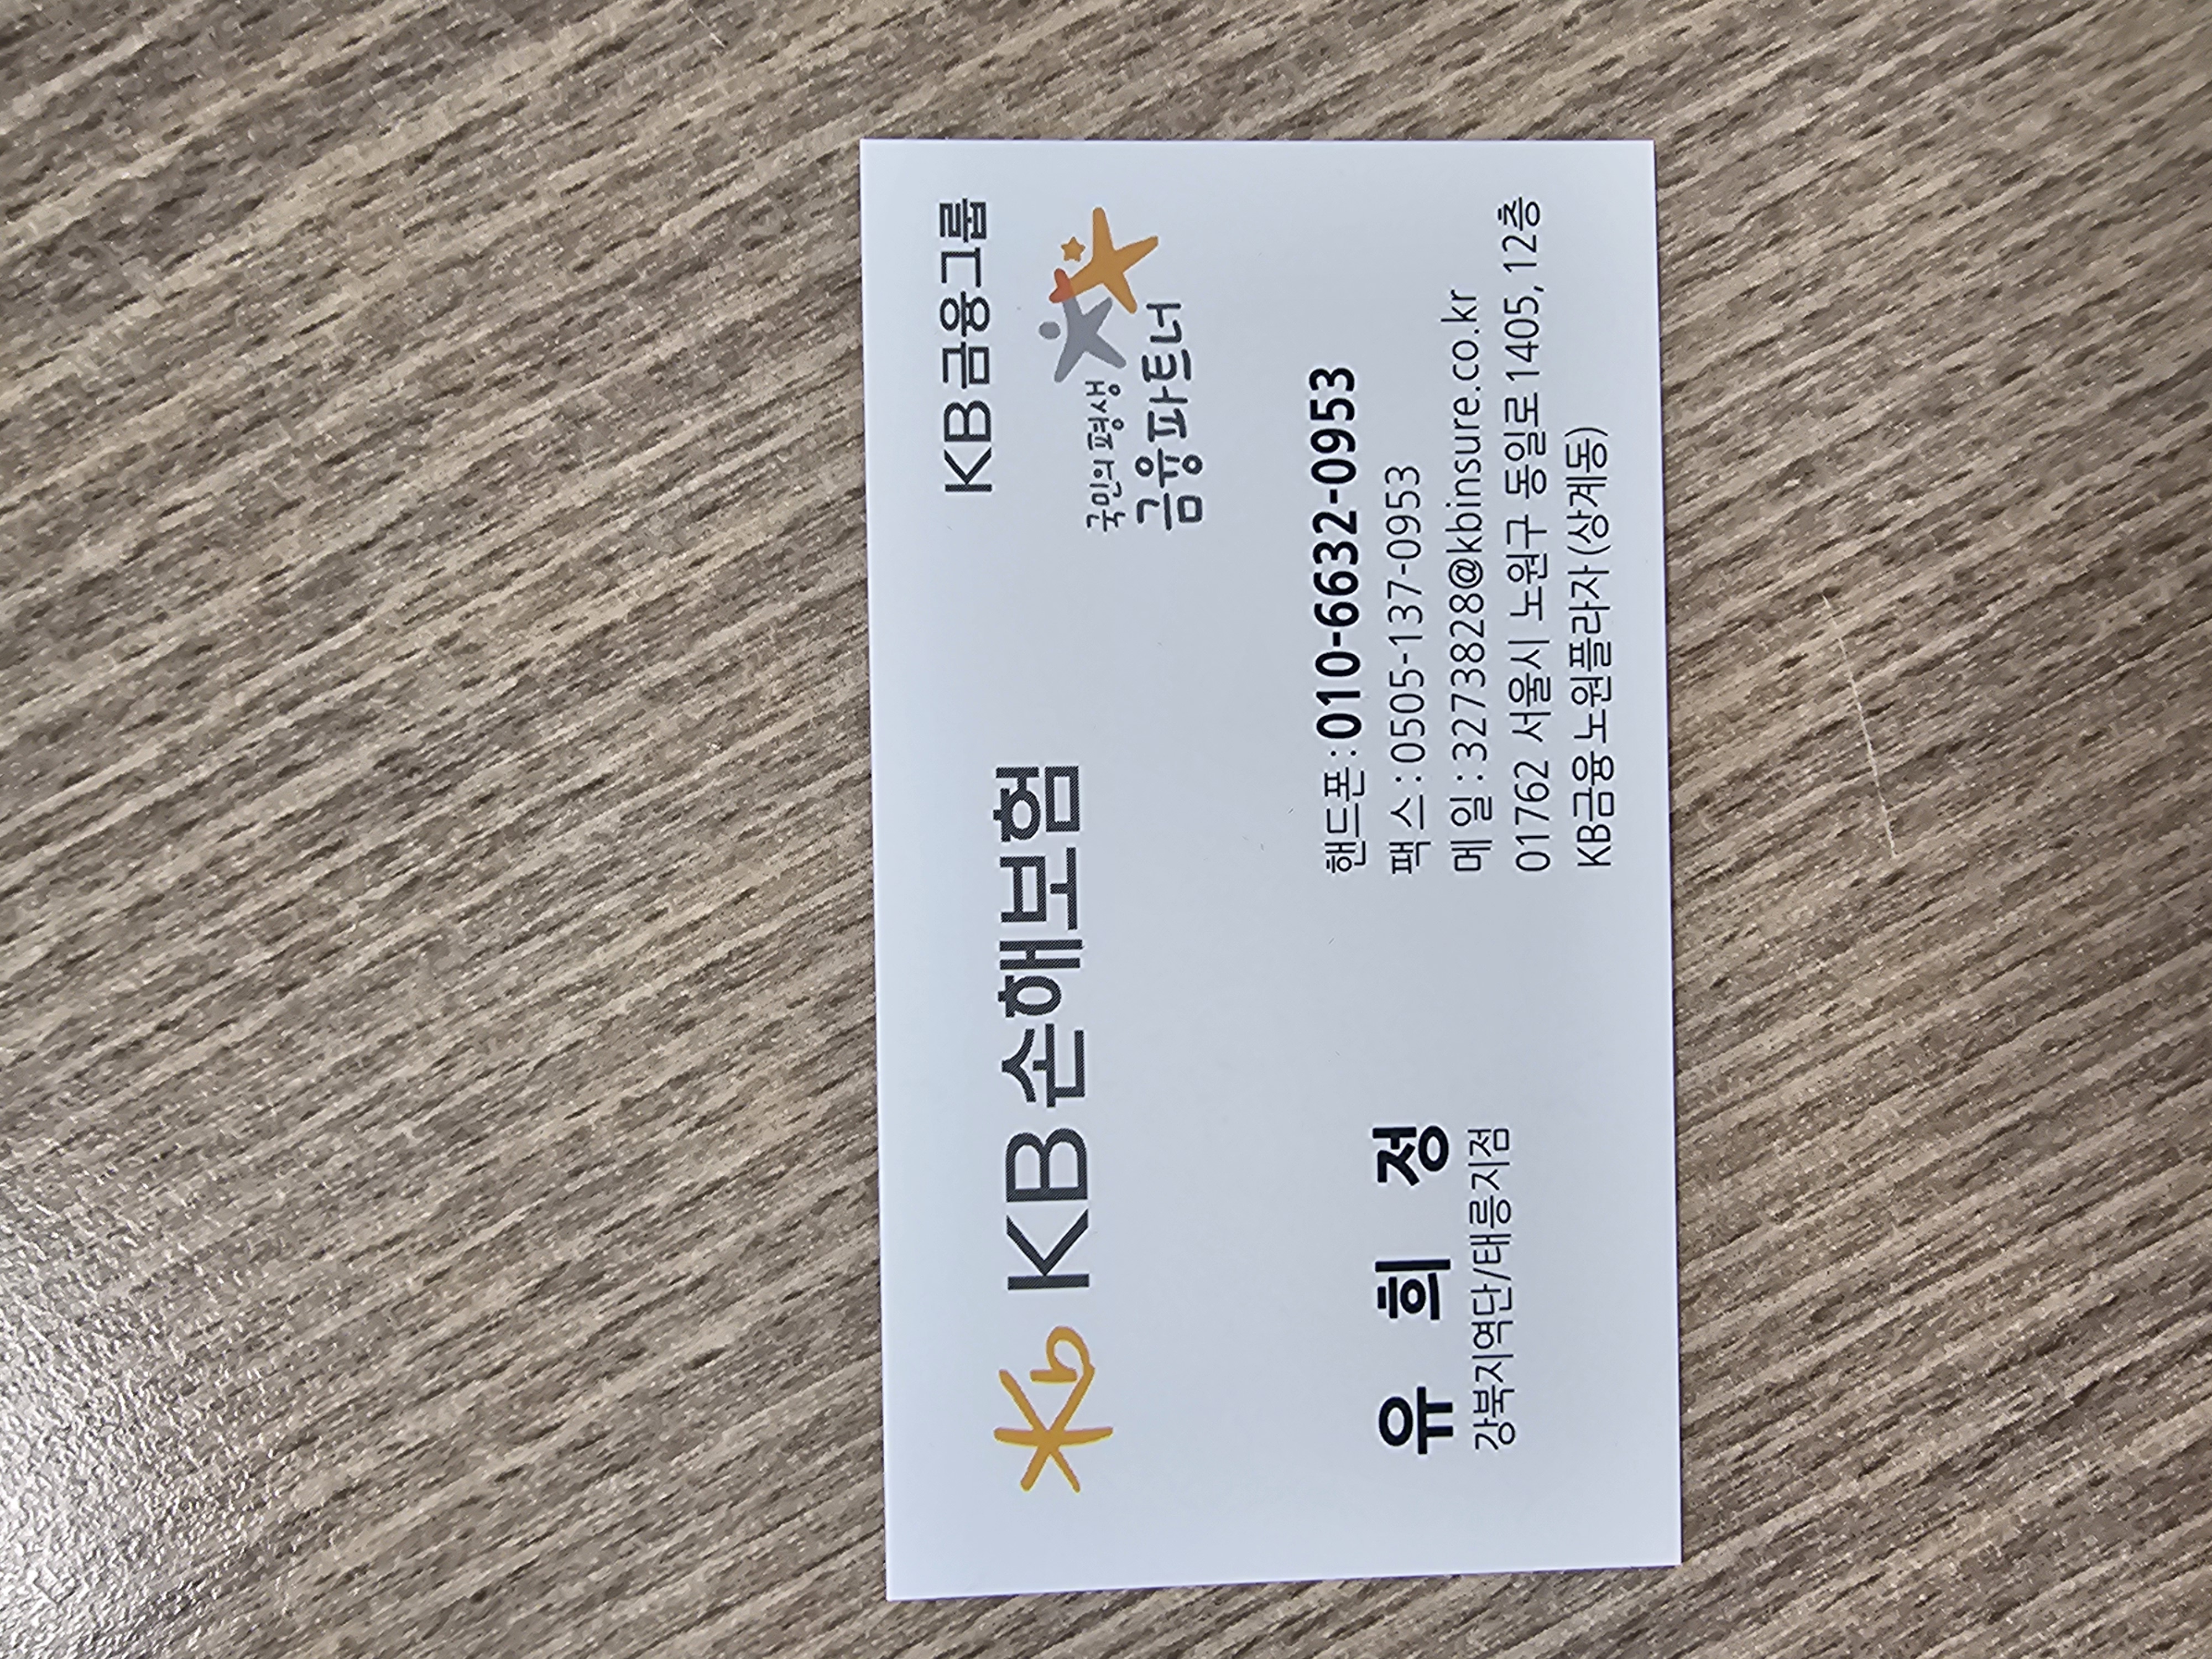 Kb KB손해보험
KB금융그룹
국민의 평생
금융파트너
유 희 정
강북지역단/태릉지점
핸드폰 : 010-6632-0953
팩 스 : 0505-137-0953
메 일 : 32738828@kbinsure.co.kr
01762 서울시 노원구 동일로 1405, 12층
KB금융 노원플라자 (상계동)